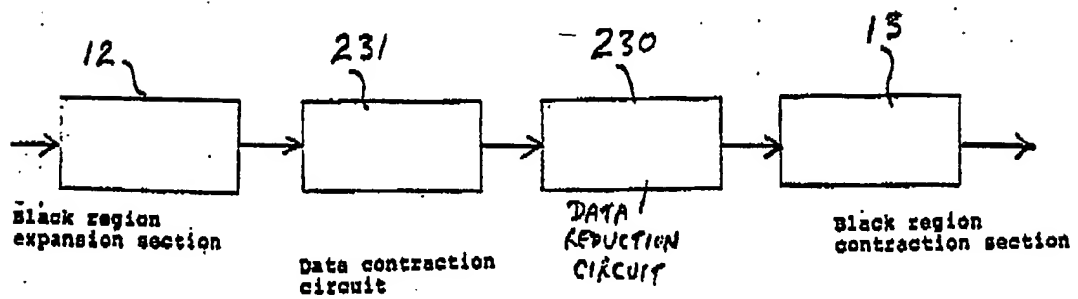 12
231
230
15
Black region
expansion section
Data contraction
circuit
DATA
REDUCTION
CIRCUIT
Black region
contraction section